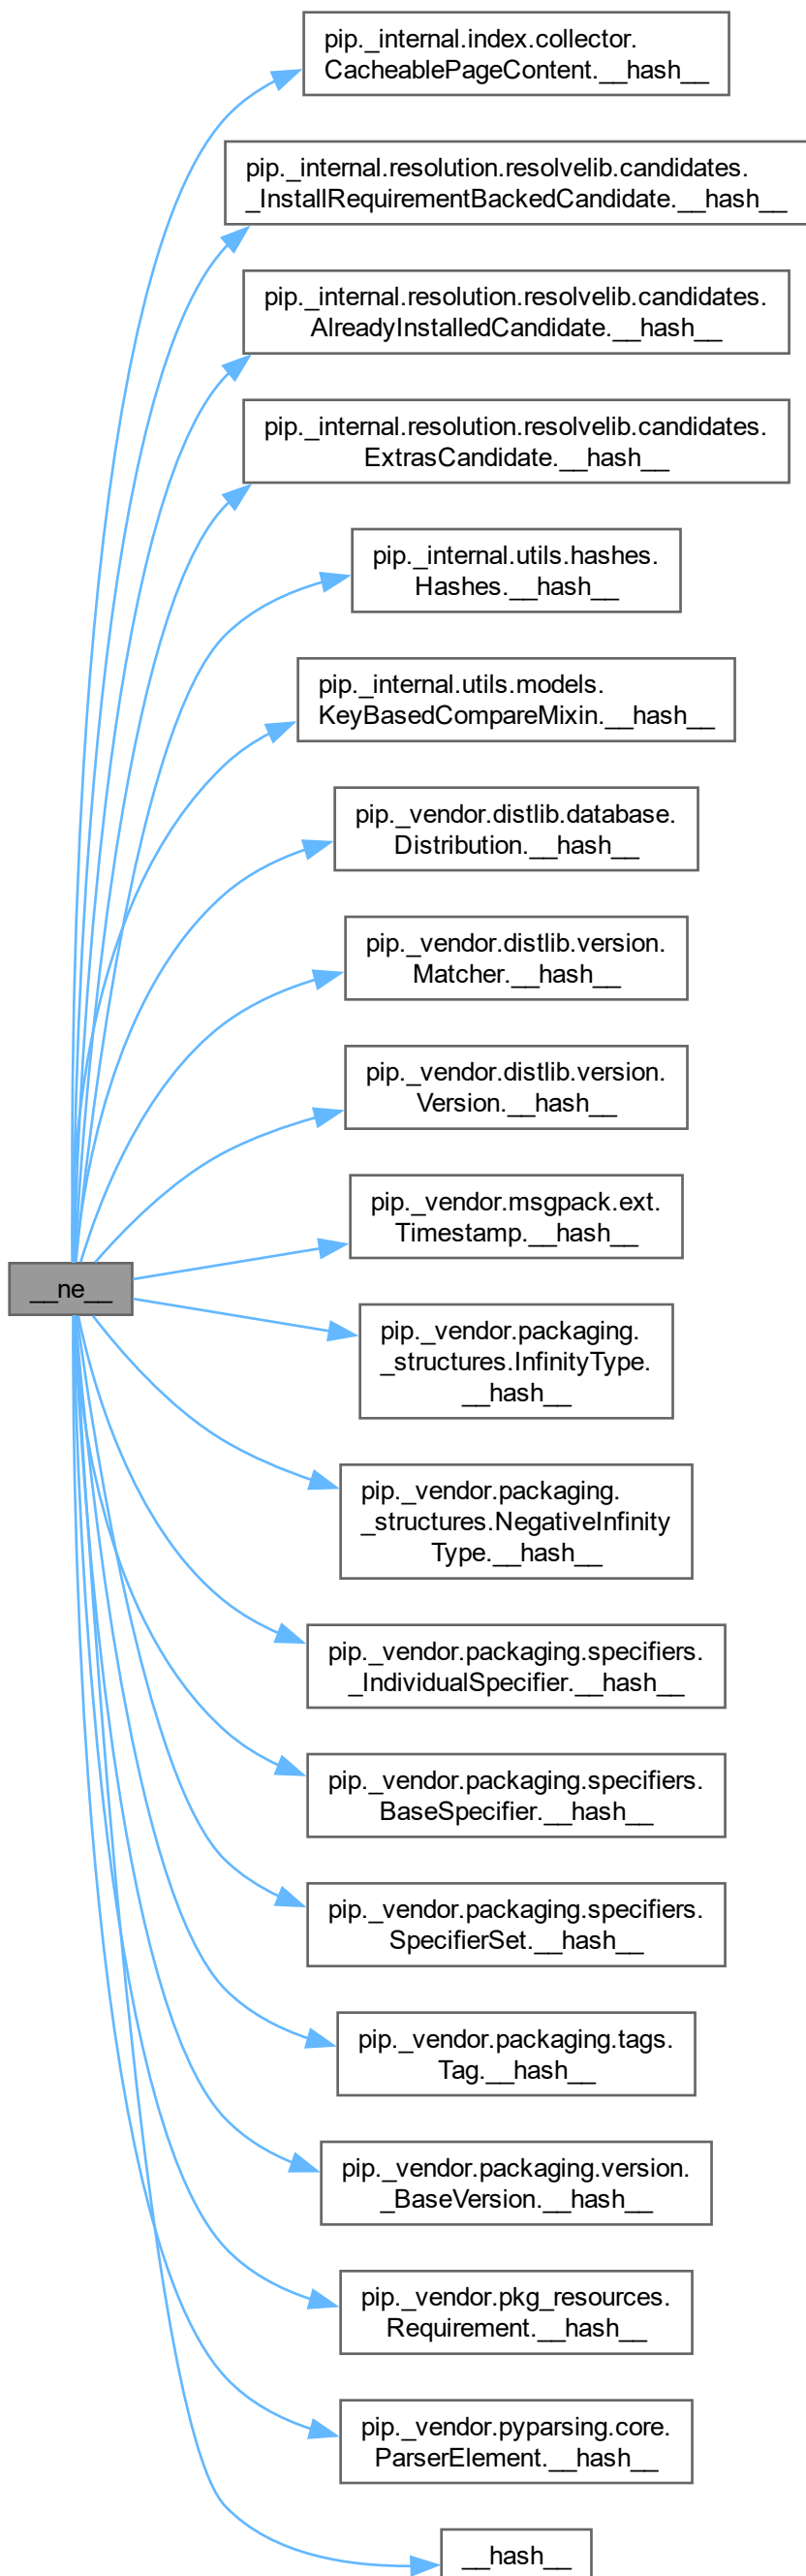 pip._internal.index.collector.
CacheablePageContent.__hash__
pip._internal.resolution.resolvelib.candidates.
_InstallRequirementBackedCandidate.__hash__
pip._internal.resolution.resolvelib.candidates.
AlreadyInstalledCandidate.__hash__
pip._internal.resolution.resolvelib.candidates.
ExtrasCandidate.__hash__
pip._internal.utils.hashes.
Hashes.__hash__
pip._internal.utils.models.
KeyBasedCompareMixin.__hash__
pip._vendor.distlib.database.
Distribution.__hash__
pip._vendor.distlib.version.
Matcher.__hash__
pip._vendor.distlib.version.
Version.__hash__
pip._vendor.msgpack.ext.
Timestamp.__hash__
__ne__
pip._vendor.packaging.
_structures.InfinityType.
__hash__
pip._vendor.packaging.
_structures.NegativeInfinity
Type.__hash__
pip._vendor.packaging.specifiers.
_IndividualSpecifier.__hash__
pip._vendor.packaging.specifiers.
BaseSpecifier.__hash__
pip._vendor.packaging.specifiers.
SpecifierSet.__hash__
pip._vendor.packaging.tags.
Tag.__hash__
pip._vendor.packaging.version.
_BaseVersion.__hash__
pip._vendor.pkg_resources.
Requirement.__hash__
pip._vendor.pyparsing.core.
ParserElement.__hash__
__hash__